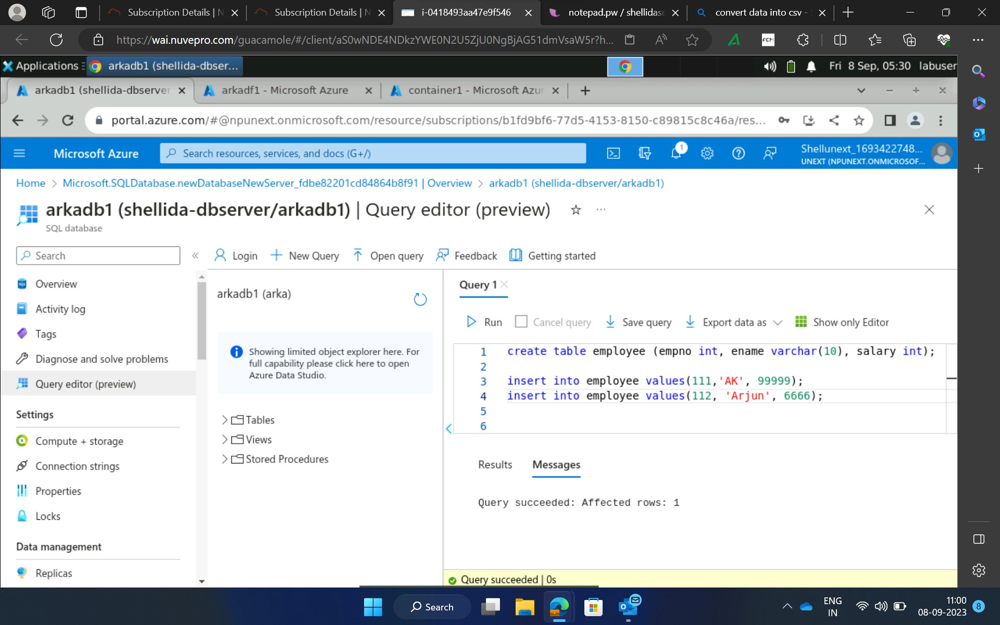 Subscription Details | N
Subscription Details | N
i-0418493aa47e9f546
notepad.pw / shellidase
convert data into csv -
https://wai.nuvepro.com/guacamole/#/client/aS0wNDE4NDkzYWE0N2U5ZjU0NgBjAG51dmVsaW5r?h...
FCM
Applications
arkadb1 (shellida-dbser...
Fri 8 Sep, 05:30 labuser
arkadb1 (shellida-dbserver
arkadf1 - Microsoft Azure
container1 - Microsoft Azur
portal.azure.com/#@npunext.onmicrosoft.com/resource/subscriptions/b1fd9bf6-77d5-4153-8150-c89815c8c46a/res...
Microsoft Azure
Search resources, services, and docs (G+/)
1
Shellunext_1693422748...
UNEXT (NPUNEXT.ONMICROSOF...
Home > Microsoft.SQLDatabase.newDatabaseNewServer_fdbe82201cd84864b8f91 | Overview > arkadb1 (shellida-dbserver/arkadb1)
arkadb1 (shellida-dbserver/arkadb1) | Query editor (preview)
SQL database
Search
Login
New Query
Open query
Feedback
Getting started
Overview
Activity log
Tags
Diagnose and solve problems
Query editor (preview)
Settings
Compute + storage
Connection strings
Properties
Locks
Data management
Replicas
arkadb1 (arka)
Showing limited object explorer here. For
full capability please click here to open
Azure Data Studio.
Tables
Views
Stored Procedures
Query 1
Run
Cancel query
Save query
Export data as
Show only Editor
1 create table employee (empno int, ename varchar(10), salary int);
2
3 insert into employee values(111,'AK', 99999);
4 insert into employee values(112, 'Arjun', 6666);
5
6
Results
Messages
Query succeeded: Affected rows: 1
Query succeeded | 0s
Search
ENG
IN
11:00
08-09-2023
8